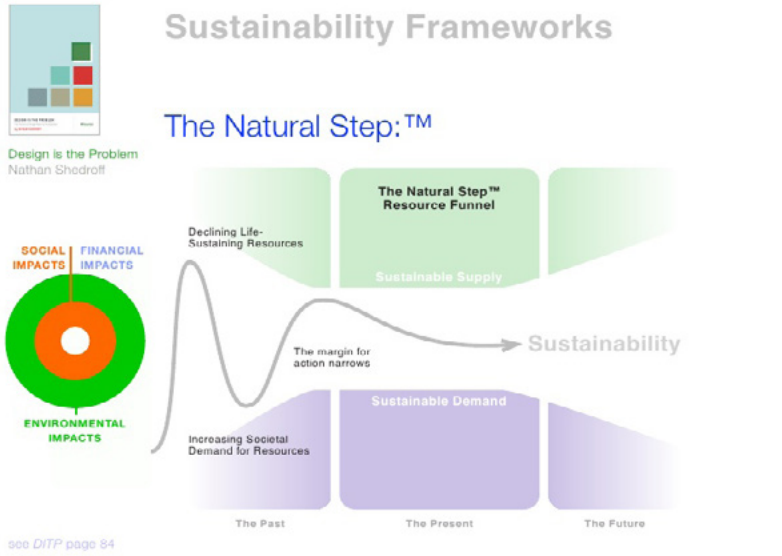 Sustainability Frameworks
The Natural Step:™
Design is the Problem
Nathan Shedroff
The Natural Step™
Resource Funnel
Declining Life-
Sustaining Resources
SOCIAL
IMPACTS
FINANCIAL
IMPACTS
Sustainable Supply
Sustainability
The margin for
action narrows
Sustainable Demand
ENVIRONMENTAL
IMPACTS
Increasing Societal
Demand for Resources
The Past
The Present
The Future
see DITP page 84